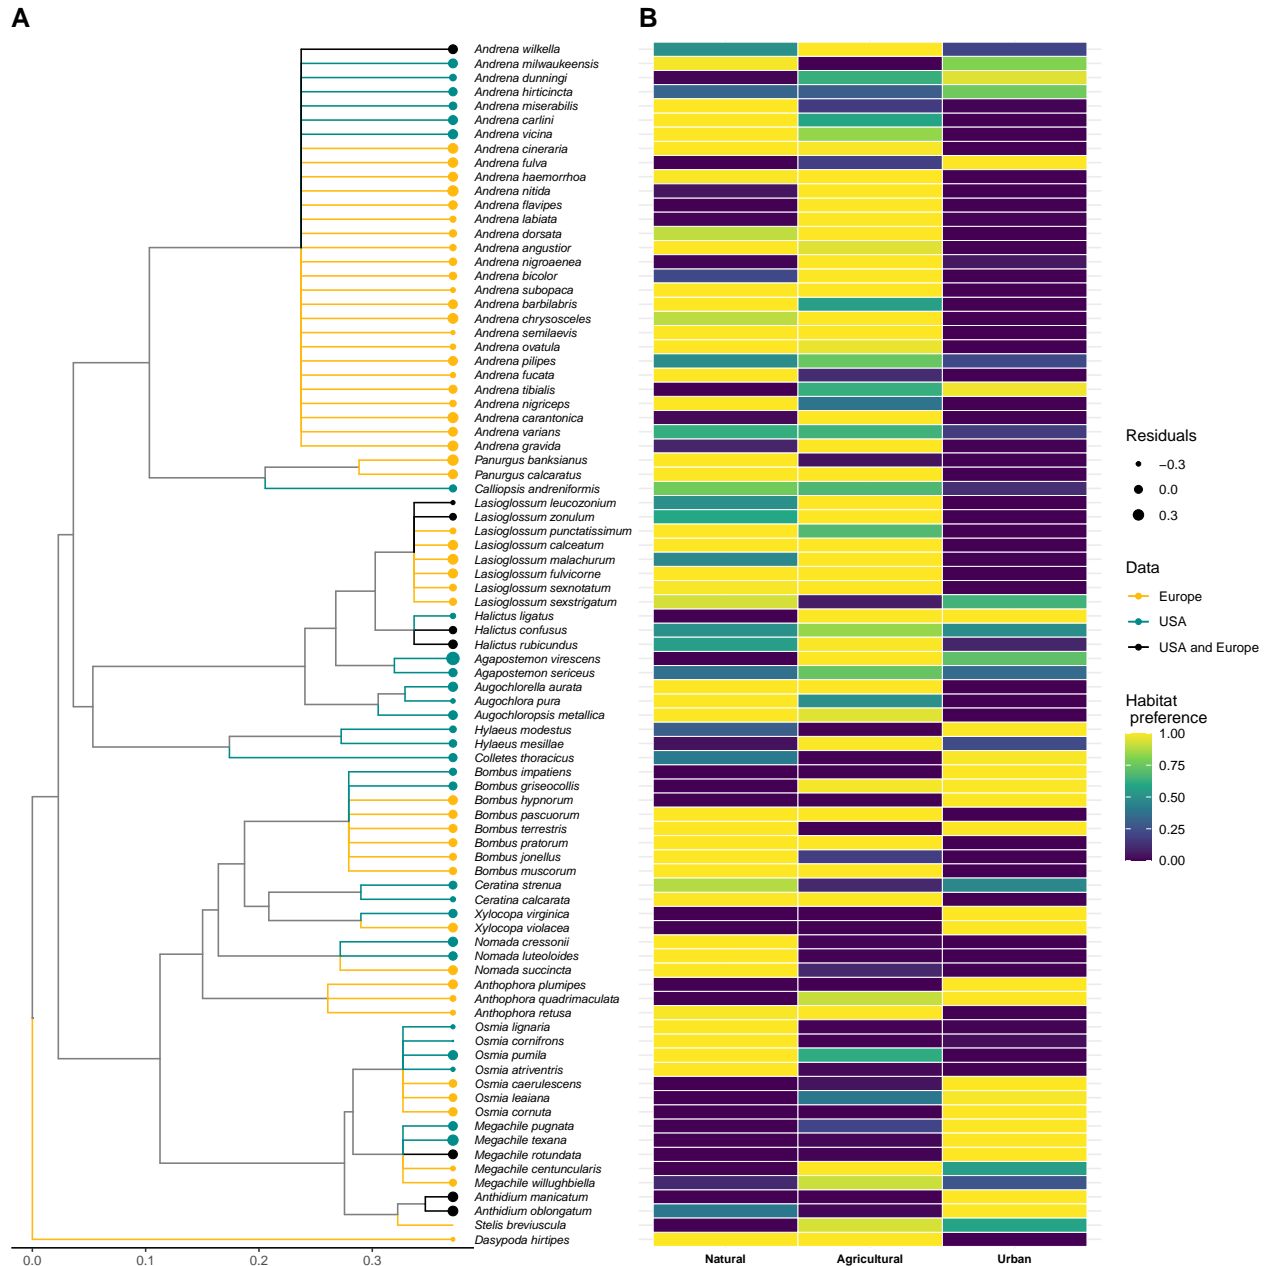 A
B
Andrena wilkella
Andrena milwaukeensis
Andrena dunningi
Andrena hirticincta
Andrena miserabilis
Andrena carlini
Andrena vicina
Andrena cineraria
Andrena fulva
Andrena haemorrhoa
Andrena nitida
Andrena flavipes
Andrena labiata
Andrena dorsata
Andrena angustior
Andrena nigroaenea
Andrena bicolor
Andrena subopaca
Andrena barbilabris
Andrena chrysosceles
Andrena semilaevis
Andrena ovatula
Andrena pilipes
Andrena fucata
Andrena tibialis
Andrena nigriceps
Andrena carantonica
Andrena varians
Andrena gravida
Panurgus banksianus
Panurgus calcaratus
Calliopsis andreniformis
Lasioglossum leucozonium
Lasioglossum zonulum
Lasioglossum punctatissimum
Lasioglossum calceatum
Lasioglossum malachurum
Lasioglossum fulvicorne
Lasioglossum sexnotatum
Lasioglossum sexstrigatum
Halictus ligatus
Halictus confusus
Halictus rubicundus
Agapostemon virescens
Agapostemon sericeus
Augochlorella aurata
Augochlora pura
Augochloropsis metallica
Hylaeus modestus
Hylaeus mesillae
Colletes thoracicus
Bombus impatiens
Bombus griseocollis
Bombus hypnorum
Bombus pascuorum
Bombus terrestris
Bombus pratorum
Bombus jonellus
Bombus muscorum
Ceratina strenua
Ceratina calcarata
Xylocopa virginica
Xylocopa violacea
Nomada cressonii
Nomada luteoloides
Nomada succincta
Anthophora plumipes
Anthophora quadrimaculata
Anthophora retusa
Osmia lignaria
Osmia cornifrons
Osmia pumila
Osmia atriventris
Osmia caerulescens
Osmia leaiana
Osmia cornuta
Megachile pugnata
Megachile texana
Megachile rotundata
Megachile centuncularis
Megachile willughbiella
Anthidium manicatum
Anthidium oblongatum
Stelis breviuscula
Dasypoda hirtipes
0.0 0.1 0.2 0.3
Natural Agricultural Urban
Residuals
−0.3
0.0
0.3
Data
Europe
USA
USA and Europe
Habitat
preference
1.00
0.75
0.50
0.25
0.00